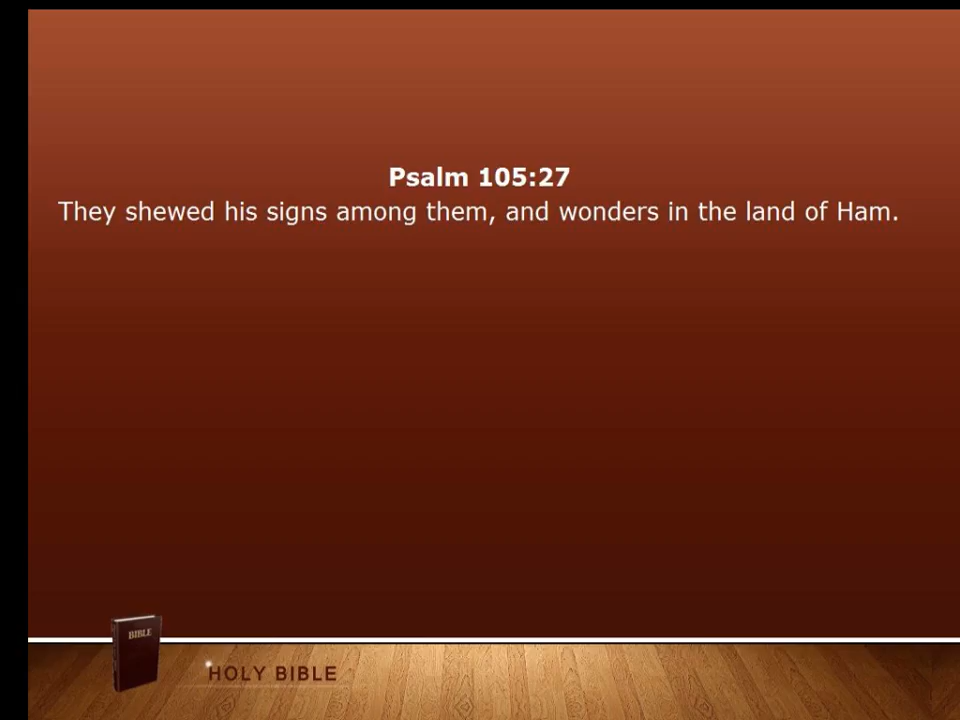 Psalm 105:27
They shewed his signs among them, and wonders in the land of Ham.
BIBLE
HOLY BIBLE